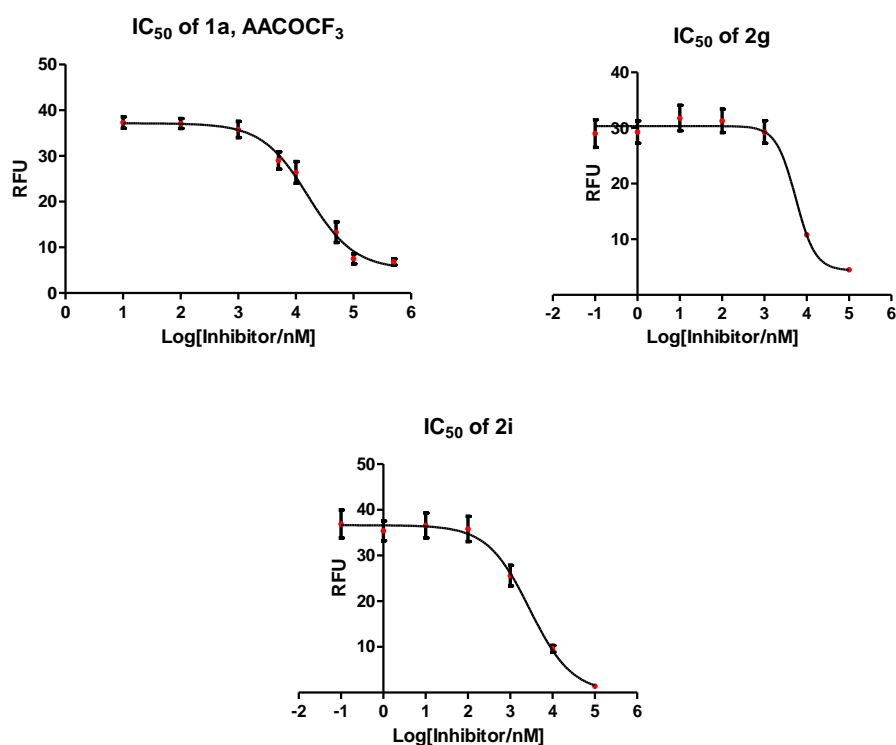 IC50 of 1a, AACOCF3
50
40
30
20
10
0
RFU
0 1 2 3 4 5 6
Log[Inhibitor/nM]
IC50 of 2g
40
30
20
10
RFU
-2 -1 0 1 2 3 4 5 6
Log[Inhibitor/nM]
IC50 of 2i
50
40
30
20
10
RFU
-2 -1 0 1 2 3 4 5 6
Log[Inhibitor/nM]